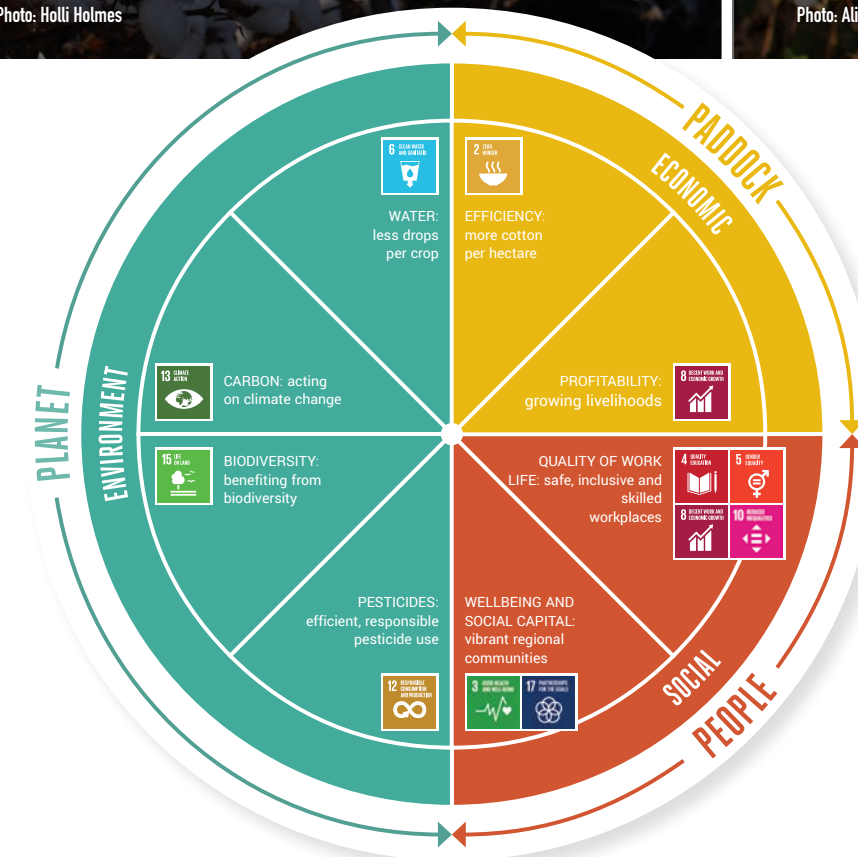 Photo: Holli Holmes
Photo: Ali
PADDOCK
ECONOMIC
6 CLEAN WATER
AND SANITATION
WATER:
less drops
per crop
2 ZERO
HUNGER
EFFICIENCY:
more cotton
per hectare
13 CLIMATE
ACTION
CARBON: acting
on climate change
PROFITABILITY:
growing livelihoods
8 DECENT WORK AND
ECONOMIC GROWTH
PLANET
ENVIRONMENT
15 LIFE
ON LAND
BIODIVERSITY:
benefiting from
biodiversity
QUALITY OF WORK
LIFE: safe, inclusive and
skilled
workplaces
4 QUALITY
EDUCATION
5 GENDER
EQUALITY
8 DECENT WORK AND
ECONOMIC GROWTH
10 REDUCED
INEQUALITIES
PESTICIDES:
efficient, responsible
pesticide use
12 RESPONSIBLE
CONSUMPTION
AND PRODUCTION
WELLBEING AND
SOCIAL CAPITAL:
vibrant regional
communities
3 GOOD HEALTH
AND WELL-BEING
17 PARTNERSHIPS
FOR THE GOALS
SOCIAL
PEOPLE